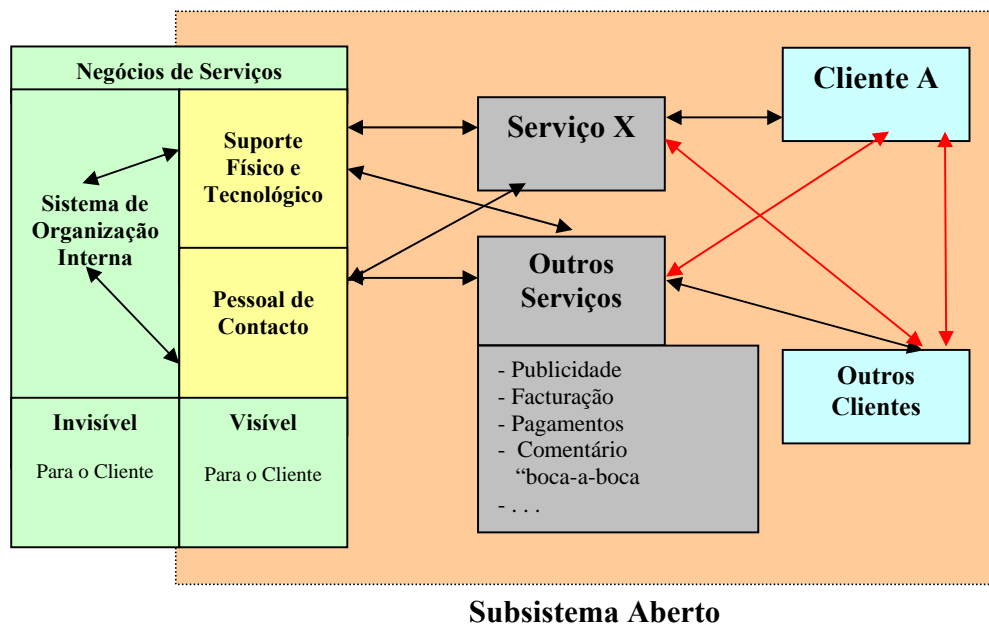 Negócios de Serviços
Sistema de
Organização
Interna
Suporte
Físico e
Tecnológico
Pessoal de
Contacto
Invisível
Para o Cliente
Visível
Para o Cliente
Serviço X
Outros
Serviços
- Publicidade
- Facturação
- Pagamentos
- Comentário
“boca-a-boca
- . . .
Cliente A
Outros
Clientes
Subsistema Aberto